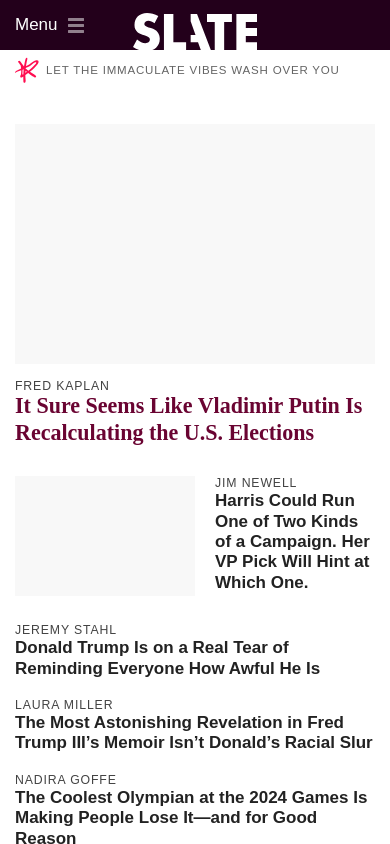 Menu
SLATE
LET THE IMMACULATE VIBES WASH OVER YOU
FRED KAPLAN
It Sure Seems Like Vladimir Putin Is
Recalculating the U.S. Elections
JIM NEWELL
Harris Could Run
One of Two Kinds
of a Campaign. Her
VP Pick Will Hint at
Which One.
JEREMY STAHL
Donald Trump Is on a Real Tear of
Reminding Everyone How Awful He Is
LAURA MILLER
The Most Astonishing Revelation in Fred
Trump III’s Memoir Isn’t Donald’s Racial Slur
NADIRA GOFFE
The Coolest Olympian at the 2024 Games Is
Making People Lose It—and for Good
Reason